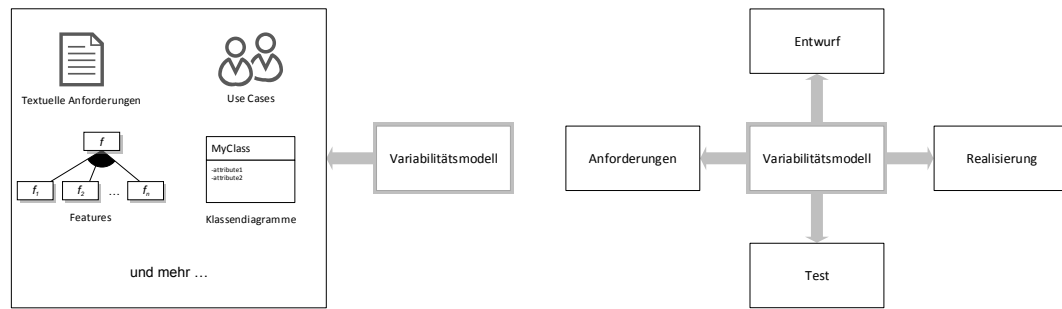 Textuelle Anforderungen
Use Cases
f
f1 f2 … fn
Features
MyClass
-attribute1
-attribute2
Klassendiagramme
und mehr …
Variabilitätsmodell
Entwurf
Anforderungen
Variabilitätsmodell
Realisierung
Test